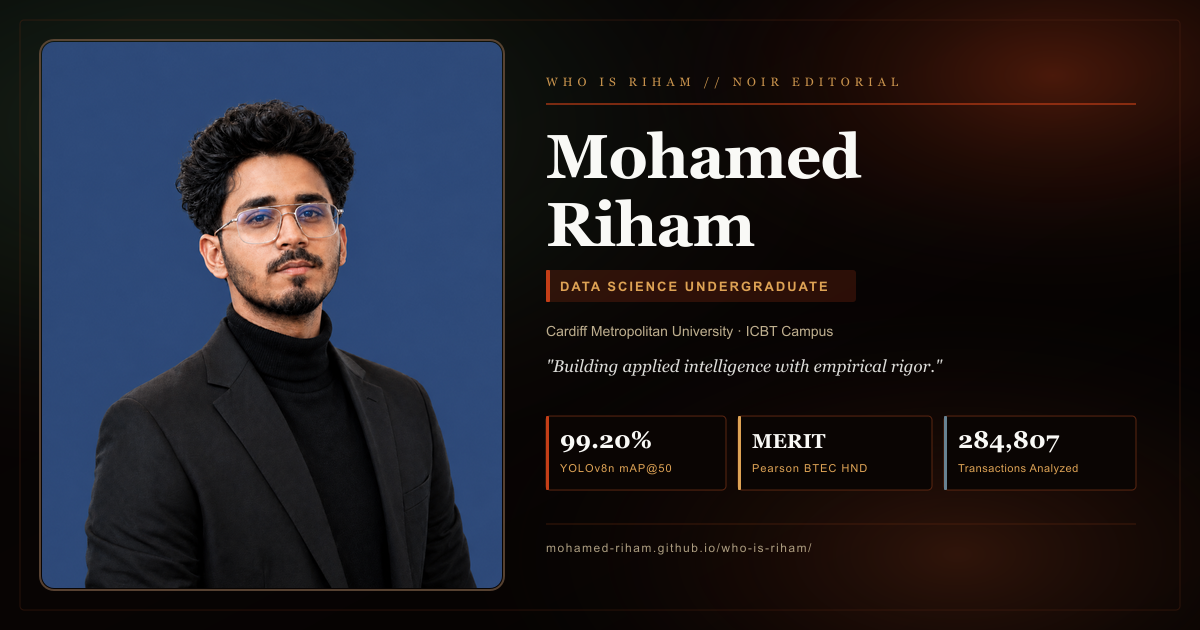 WHO IS RIHAM // NOIR EDITORIAL
Mohamed
Riham
DATA SCIENCE UNDERGRADUATE
Cardiff Metropolitan University · ICBT Campus
"Building applied intelligence with empirical rigor."
99.20%
YOLOv8n mAP@50
MERIT
Pearson BTEC HND
284,807
Transactions Analyzed
mohamed-riham.github.io/who-is-riham/